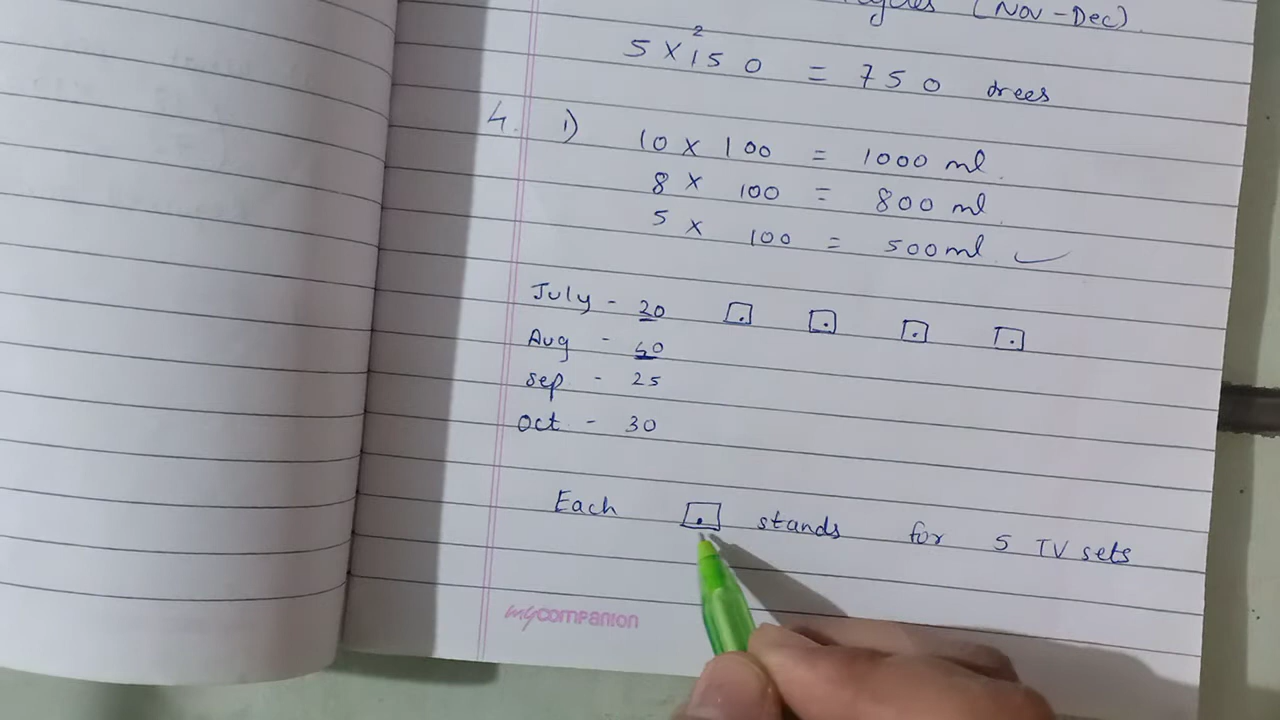 (Nov - Dec)
5 X 150 = 750 trees
2
4. 1) 10 X 100 = 1000 ml.
8 X 100 = 800 ml.
5 X 100 = 500 ml.
July - 20
Aug - 40
Sep - 25
Oct - 30
Each stands for 5 TV sets
mycompanion